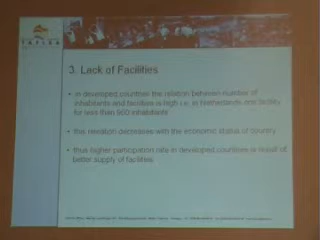 3. Lack of Facilities
• in developed countries the relation between number of
inhabitants and facilities is high i.e. in Netherlands one facility
for less than 900 inhabitants
• this relation decreases with the economic status of country
• thus higher participation rate in developed countries is result of
better supply of facilities